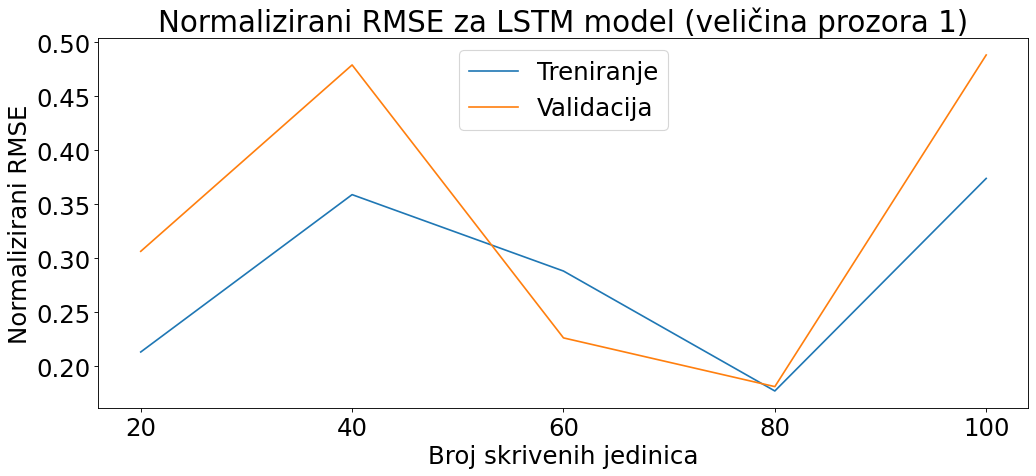 Normalizirani RMSE za LSTM model (veličina prozora 1)
Treniranje
Validacija
Normalizirani RMSE
0.50
0.45
0.40
0.35
0.30
0.25
0.20
20 40 60 80 100
Broj skrivenih jedinica